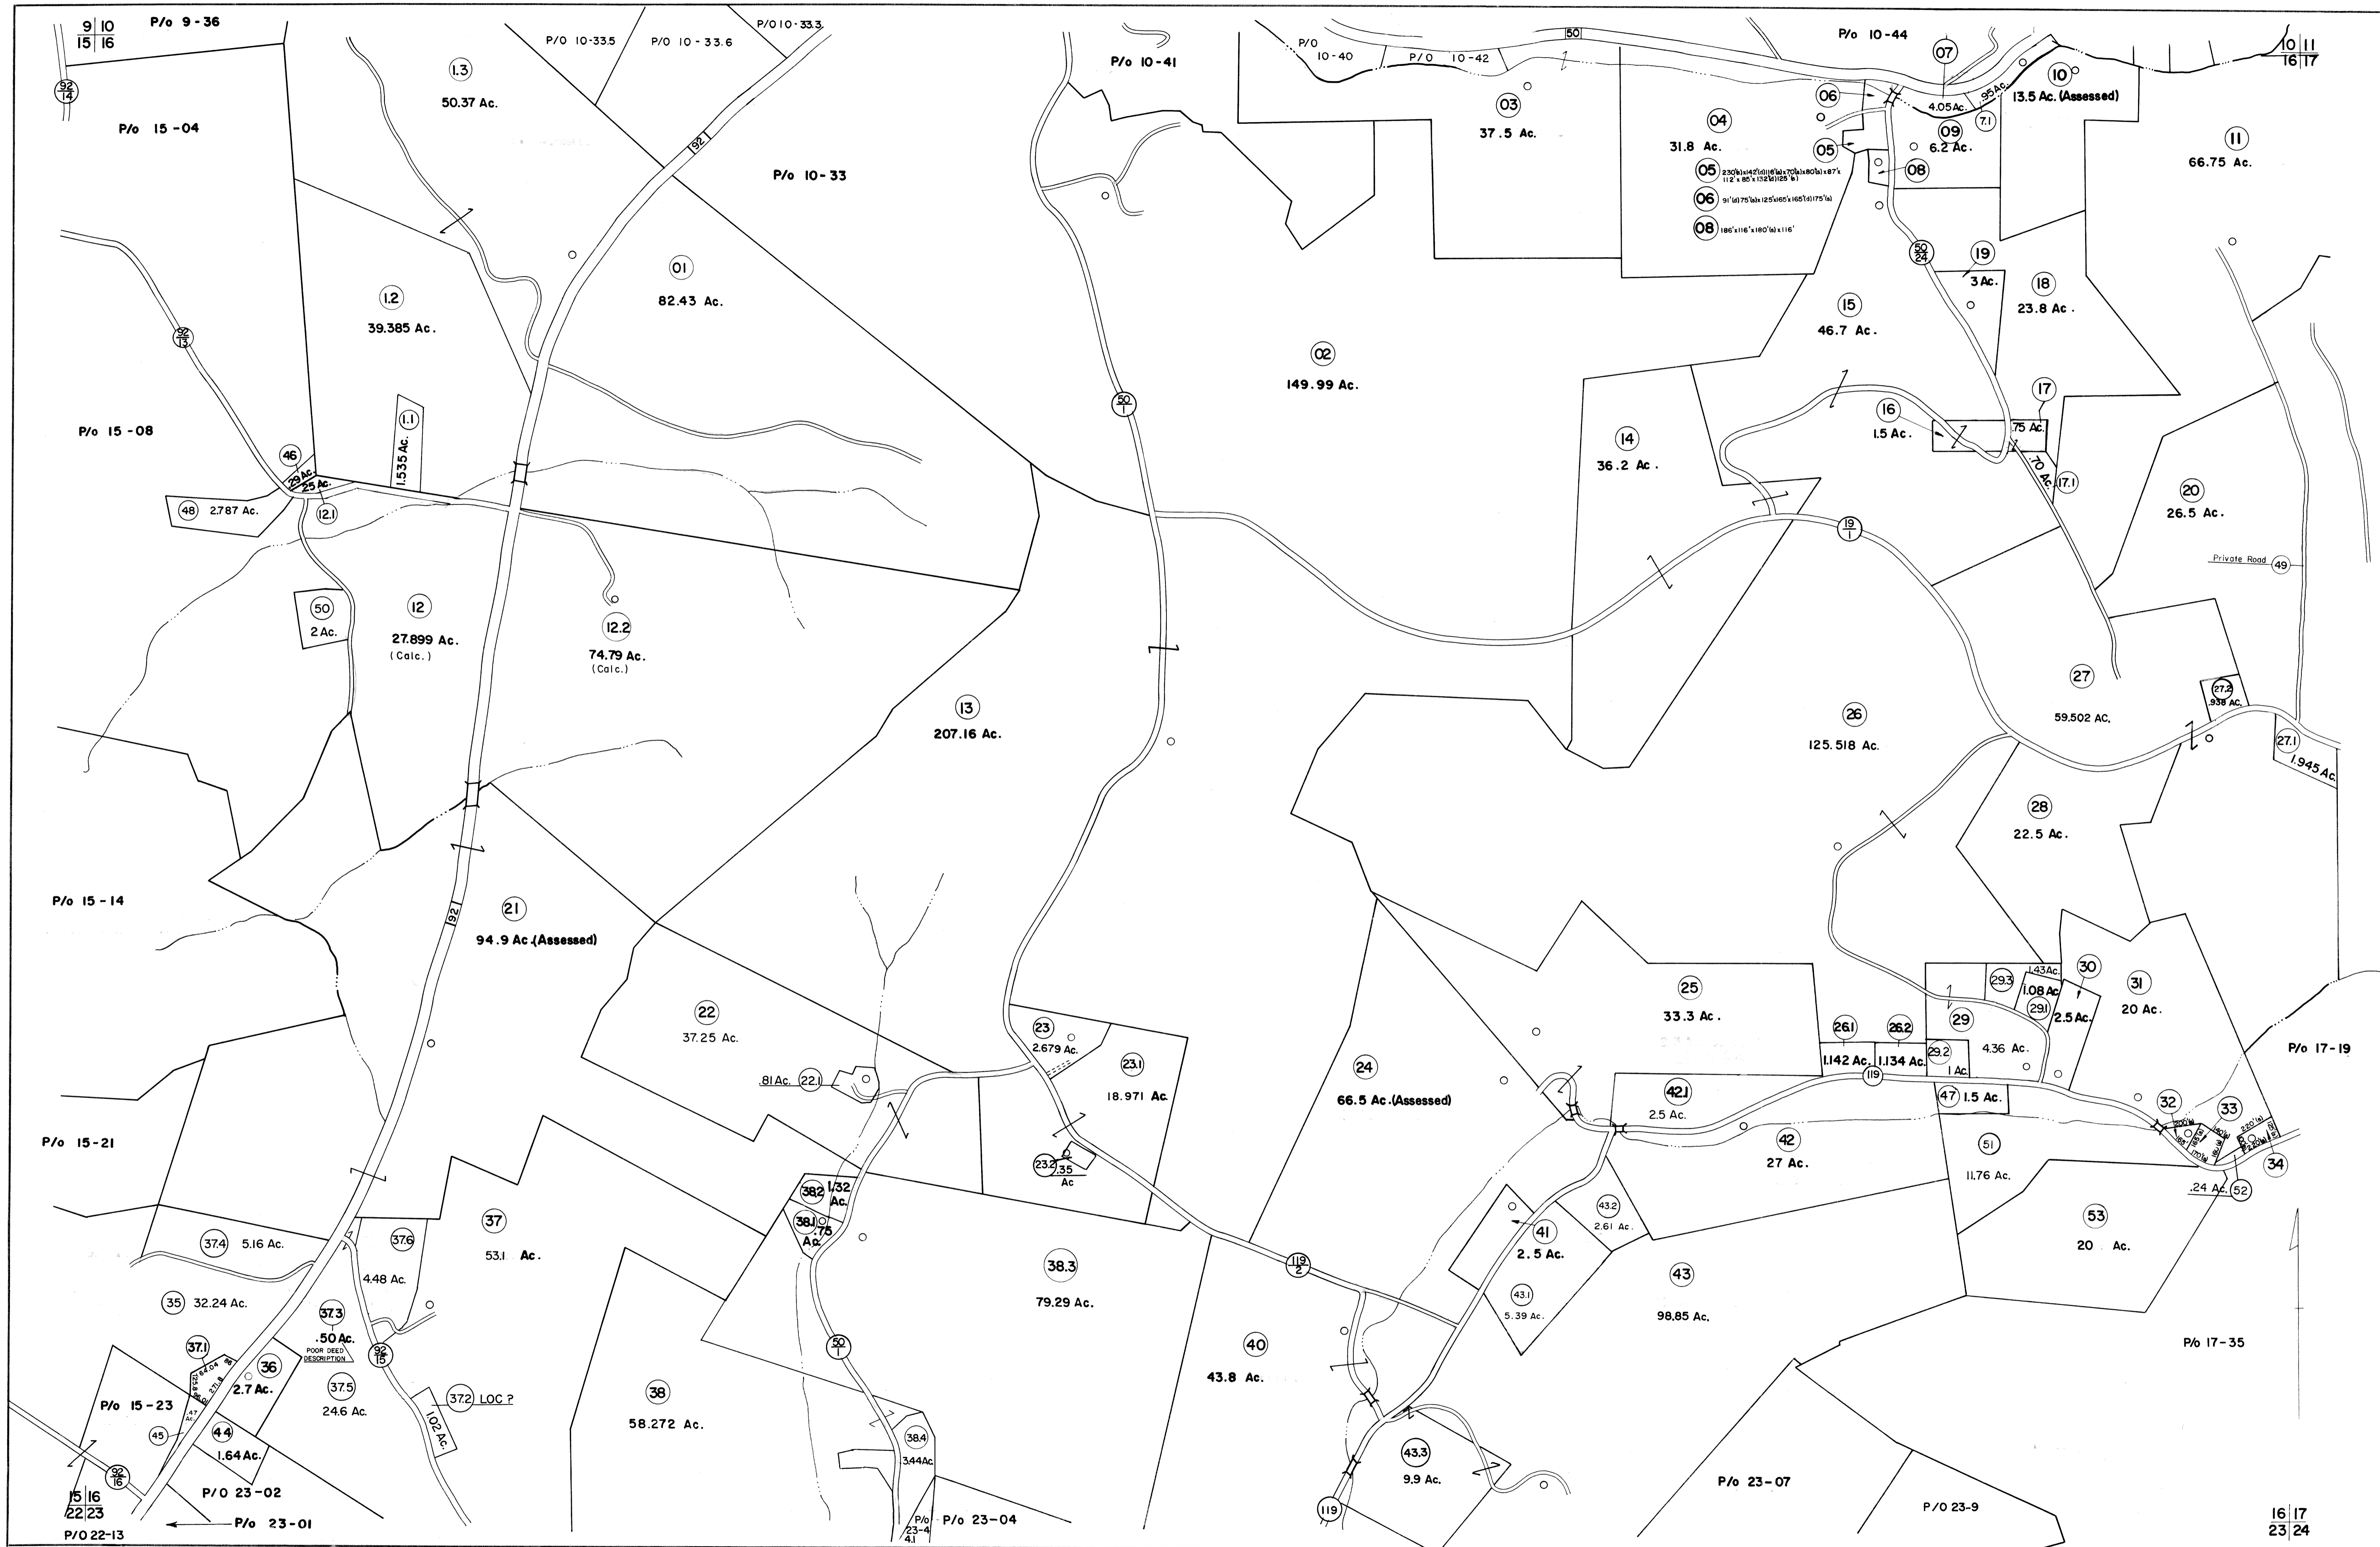 9 10
15 16
P/o 9-36
P/O 10-33.5
P/O 10-33.6
P/O 10-33.3
P/o 10-41
P/O
10-40
P/O 10-42
50
P/o 10-44
07
10 11
16 17
92
14
1.3
50.37 Ac.
P/o 15-04
92
P/o 10-33
03
37.5 Ac.
04
31.8 Ac.
06
05
4.05 Ac.
.95 Ac.
7.1
10
13.5 Ac. (Assessed)
09
6.2 Ac.
08
11
66.75 Ac.
05
06
08 186'x116'x180'(s)x116'
50
24
19
3 Ac.
18
23.8 Ac.
15
46.7 Ac.
01
82.43 Ac.
1.2
39.385 Ac.
92
13
02
149.99 Ac.
50
1
P/o 15-08
1.1
1.535 Ac.
46
.29 Ac.
.25 Ac.
12.1
48 2.787 Ac.
14
36.2 Ac.
16
1.5 Ac.
17
.75 Ac.
.70 Ac.
17.1
20
26.5 Ac.
19
1
Private Road 49
50
2 Ac.
12
27.899 Ac.
(Calc.)
12.2
74.79 Ac.
(Calc.)
13
207.16 Ac.
26
125.518 Ac.
27
59.502 AC.
27.2
.938 AC.
27.1
1.945 Ac.
28
22.5 Ac.
P/o 15-14
92
21
94.9 Ac.(Assessed)
22
37.25 Ac.
.81 Ac. 22.1
23
2.679 Ac.
23.1
18.971 Ac.
23.2
.35
Ac
24
66.5 Ac.(Assessed)
25
33.3 Ac.
26.1
1.142 Ac.
26.2
1.134 Ac.
29.3
1.43 Ac.
1.08 Ac.
29.1
30
2.5 Ac.
29
4.36 Ac.
29.2
1 Ac.
31
20 Ac.
P/o 17-19
119
42.1
2.5 Ac.
47 1.5 Ac.
32
33
34
.24 Ac. 52
42
27 Ac.
51
11.76 Ac.
53
20 Ac.
P/o 15-21
38.2 1.32
Ac.
38.1 .75
Ac.
37.4 5.16 Ac.
37.6
4.48 Ac.
37
53.1 Ac.
35 32.24 Ac.
37.3
.50 Ac.
POOR DEED
DESCRIPTION
92
15
37.1
36
2.7 Ac.
P/o 15-23
.47
Ac.
45
44
1.64 Ac.
37.5
24.6 Ac.
37.2 LOC ?
1.02 Ac.
50
1
38
58.272 Ac.
38.3
79.29 Ac.
38.4
3.44 Ac.
119
2
40
43.8 Ac.
41
2.5 Ac.
43.2
2.61 Ac.
43.1
5.39 Ac.
43
98.85 Ac.
43.3
9.9 Ac.
119
P/o 17-35
P/o 23-07
P/O 23-9
92
16
15 16
22 23
P/O 22-13
P/O 23-02
P/o 23-01
P/o
23-4
4.1
P/o 23-04
16 17
23 24